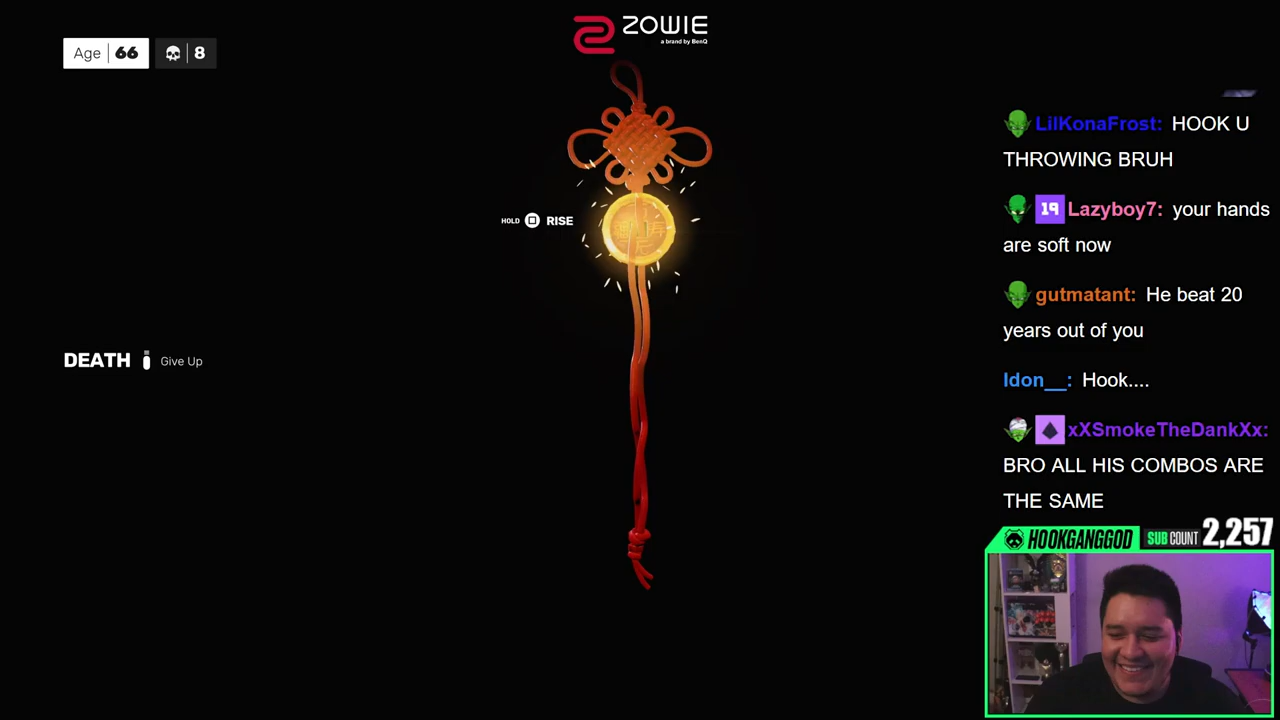 ZOWIE
a brand by BenQ
Age 66
8
HOLD RISE
DEATH Give Up
LilKonaFrost: HOOK U
THROWING BRUH
19 Lazyboy7: your hands
are soft now
gutmatant: He beat 20
years out of you
Idon__: Hook....
xXSmokeTheDankXx:
BRO ALL HIS COMBOS ARE
THE SAME
HOOKGANGGOD SUB COUNT 2,257